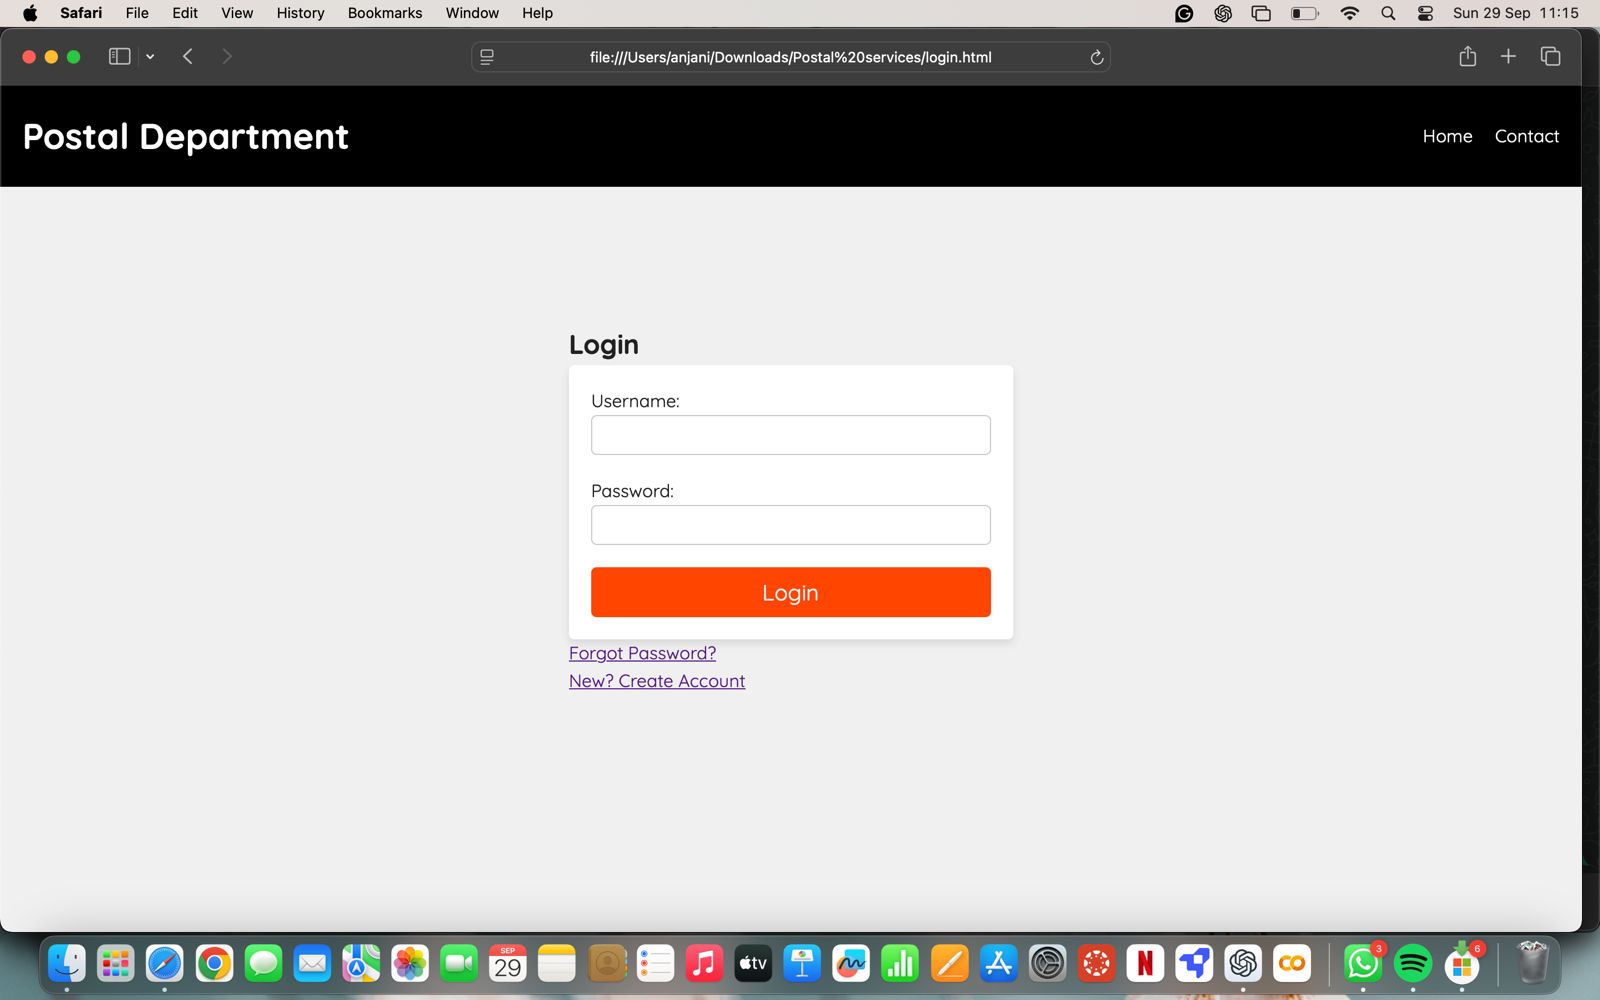 Safari File Edit View History Bookmarks Window Help Sun 29 Sep 11:15
file:///Users/anjani/Downloads/Postal%20services/login.html
Postal Department
Home Contact
Login
Username:
Password:
Login
Forgot Password?
New? Create Account
SEP
29
tv
N
CO
3
6